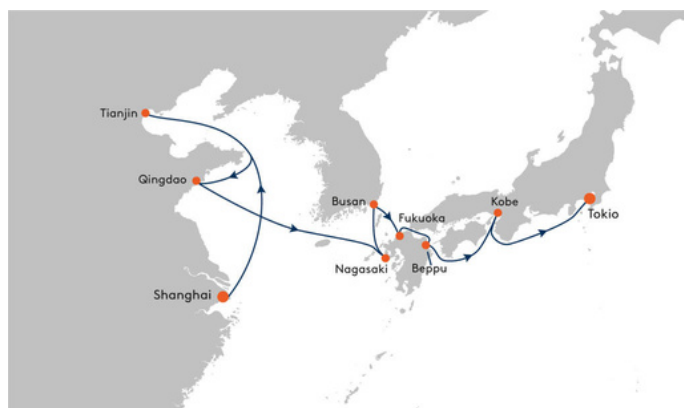 Tianjin
Qingdao
Busan
Fukuoka
Kobe
Tokio
Nagasaki
Beppu
Shanghai